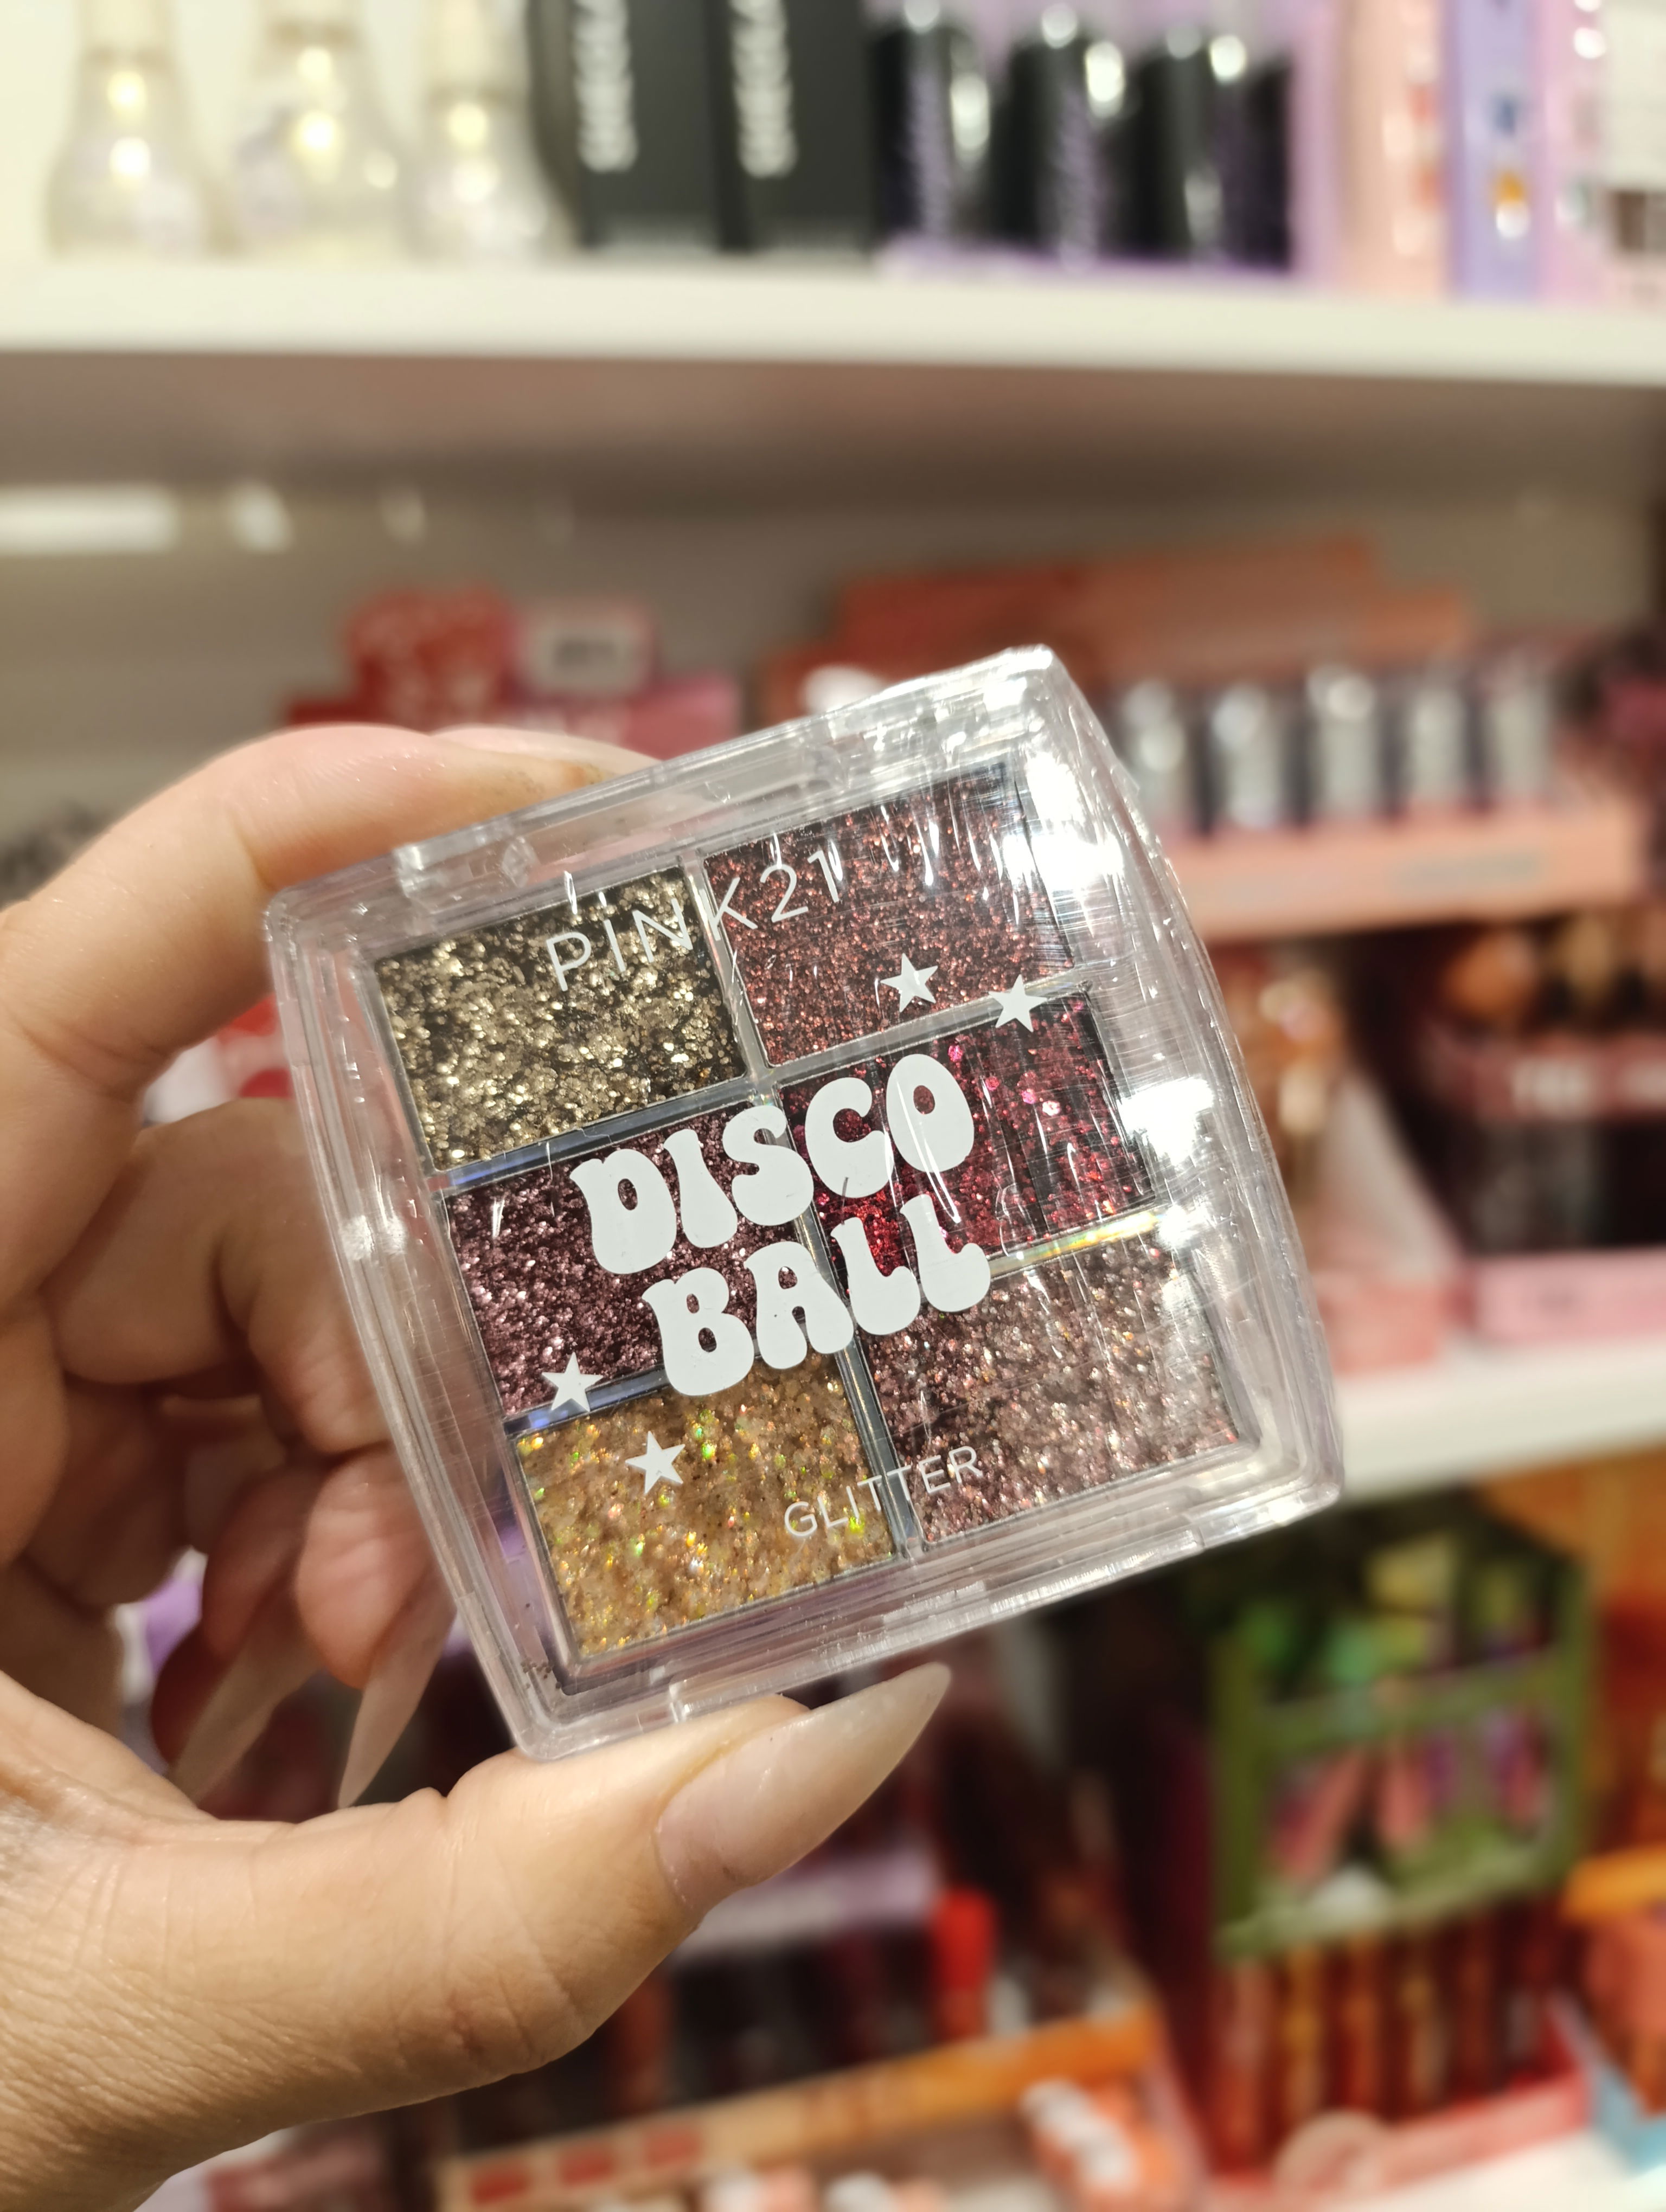 PINK21
DISCO
BALL
GLITTER